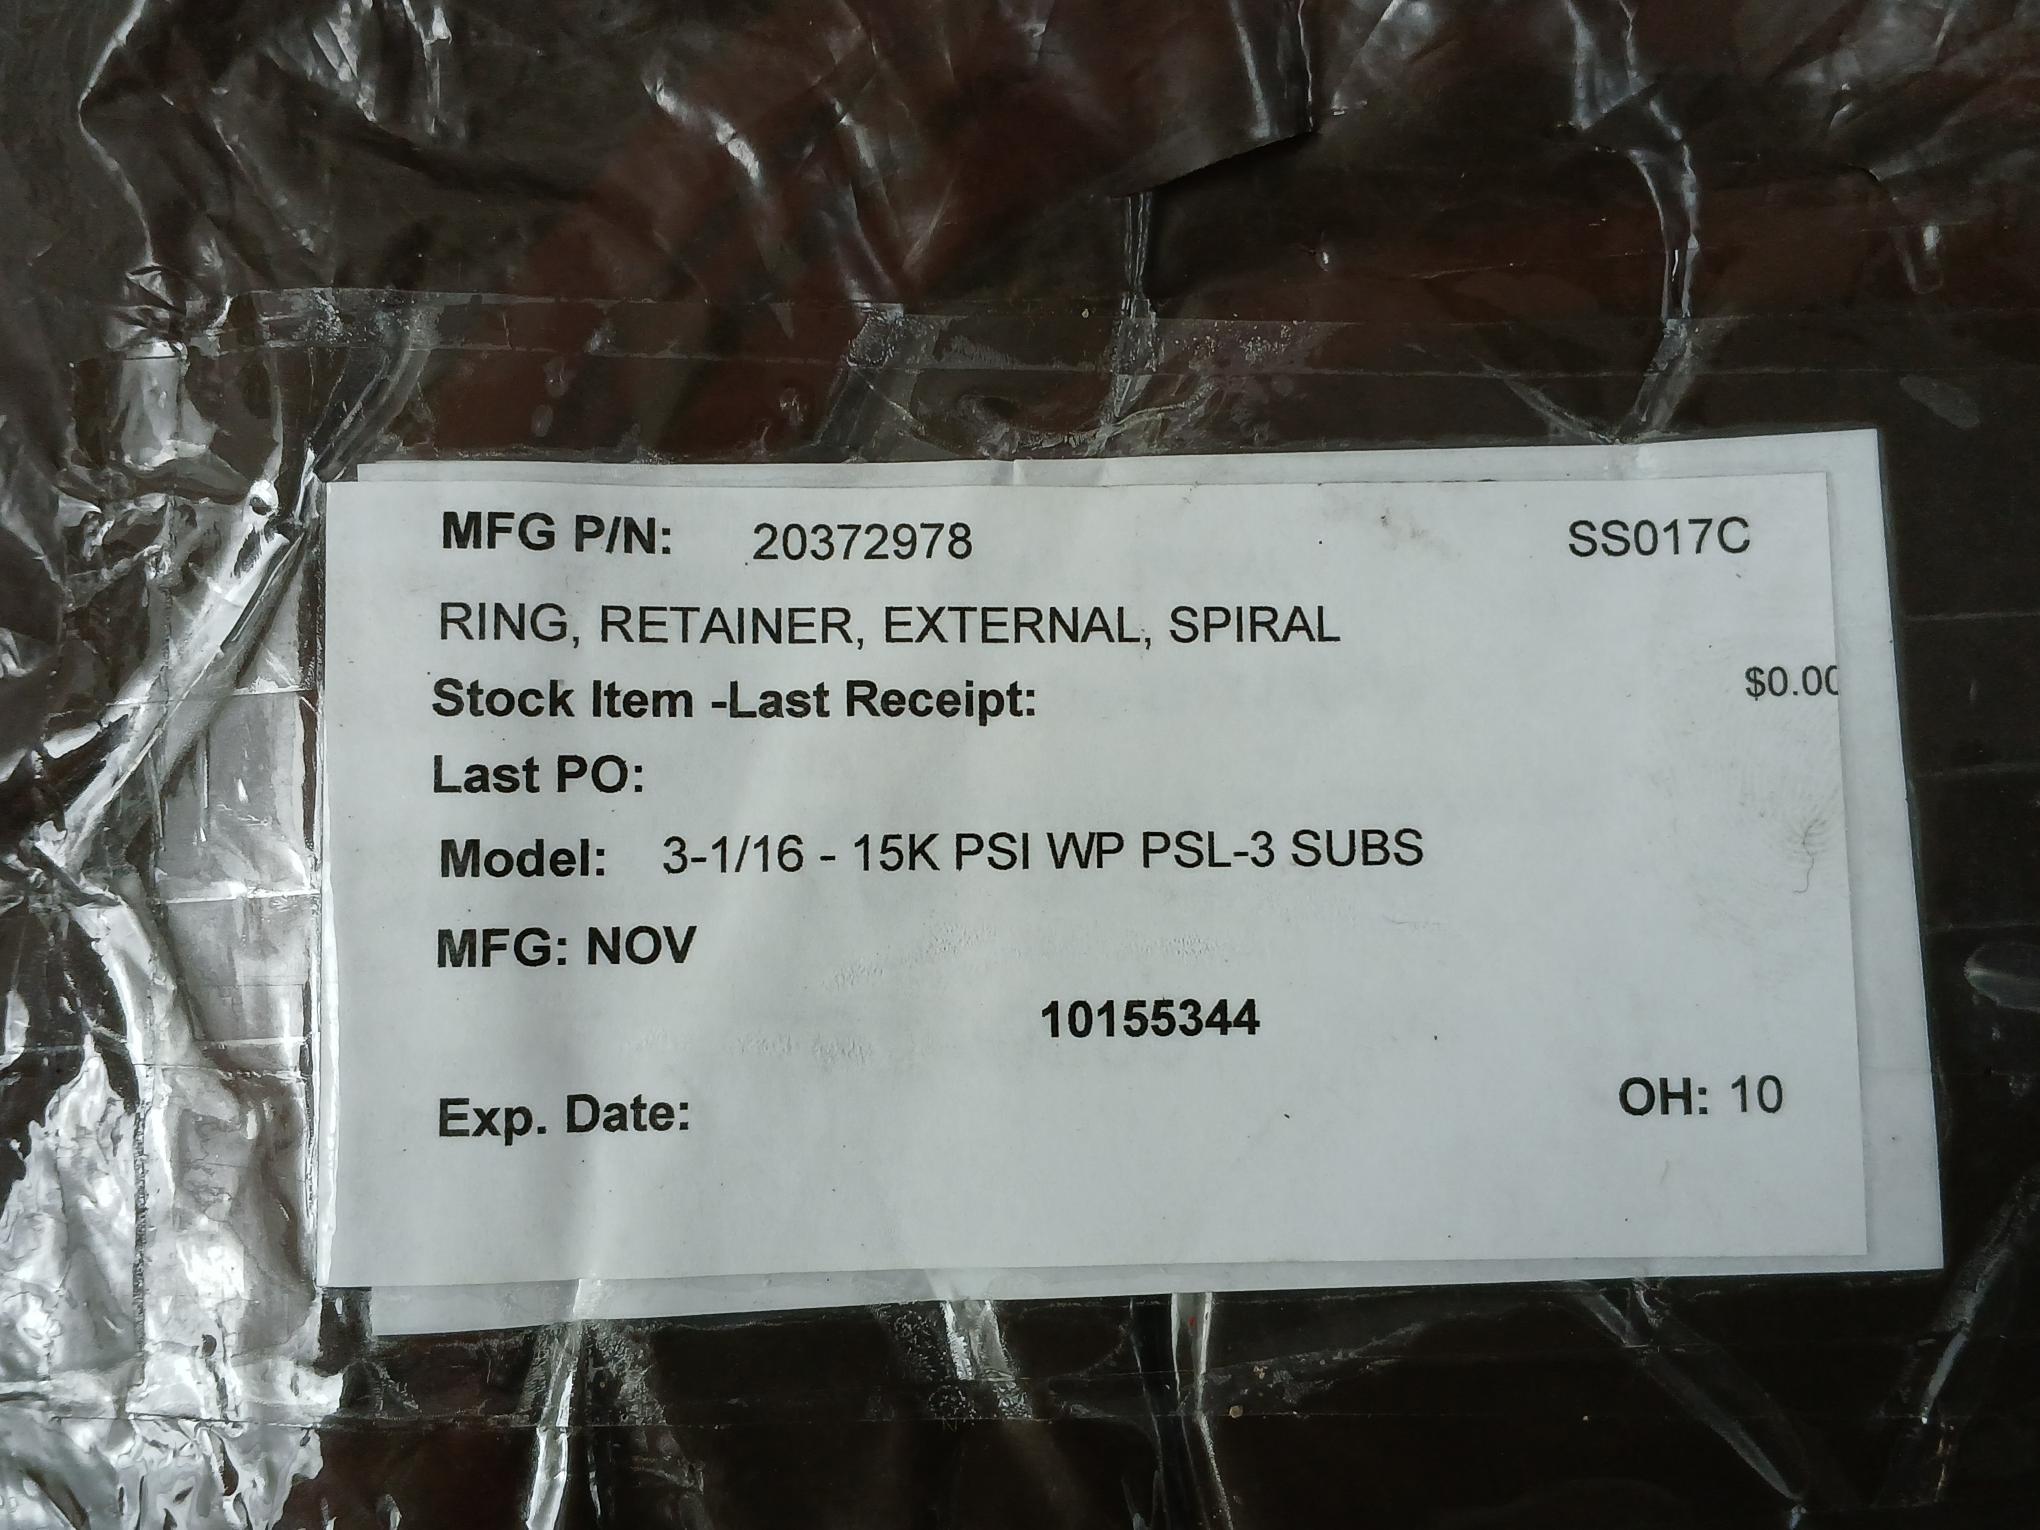 MFG P/N: 20372978 SS017C
RING, RETAINER, EXTERNAL, SPIRAL
Stock Item -Last Receipt: $0.00
Last PO:
Model: 3-1/16 - 15K PSI WP PSL-3 SUBS
MFG: NOV
10155344
Exp. Date: OH: 10